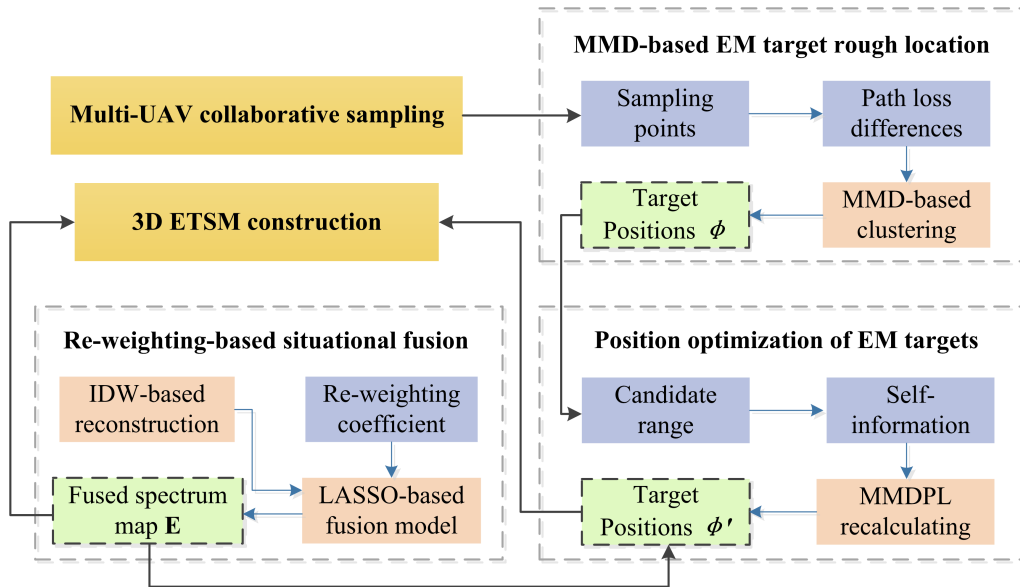 MMD-based EM target rough location
Multi-UAV collaborative sampling
Sampling
points
Path loss
differences
3D ETSM construction
Target
Positions ϕ
MMD-based
clustering
Re-weighting-based situational fusion
IDW-based
reconstruction
Re-weighting
coefficient
Fused spectrum
map E
LASSO-based
fusion model
Position optimization of EM targets
Candidate
range
Self-
information
Target
Positions ϕ′
MMDPL
recalculating